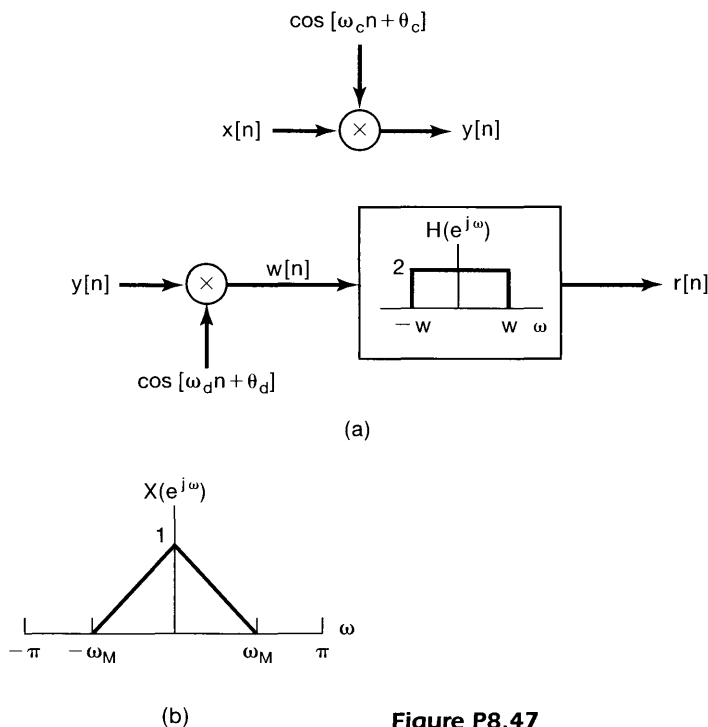 cos [ω_c n + θ_c]
x[n]
×
y[n]
H(e^{jω})
y[n]
×
w[n]
2
r[n]
− w
w
ω
cos [ω_d n + θ_d]
(a)
X(e^{jω})
1
ω
− π
− ω_M
ω_M
π
(b)
Figure P8.47